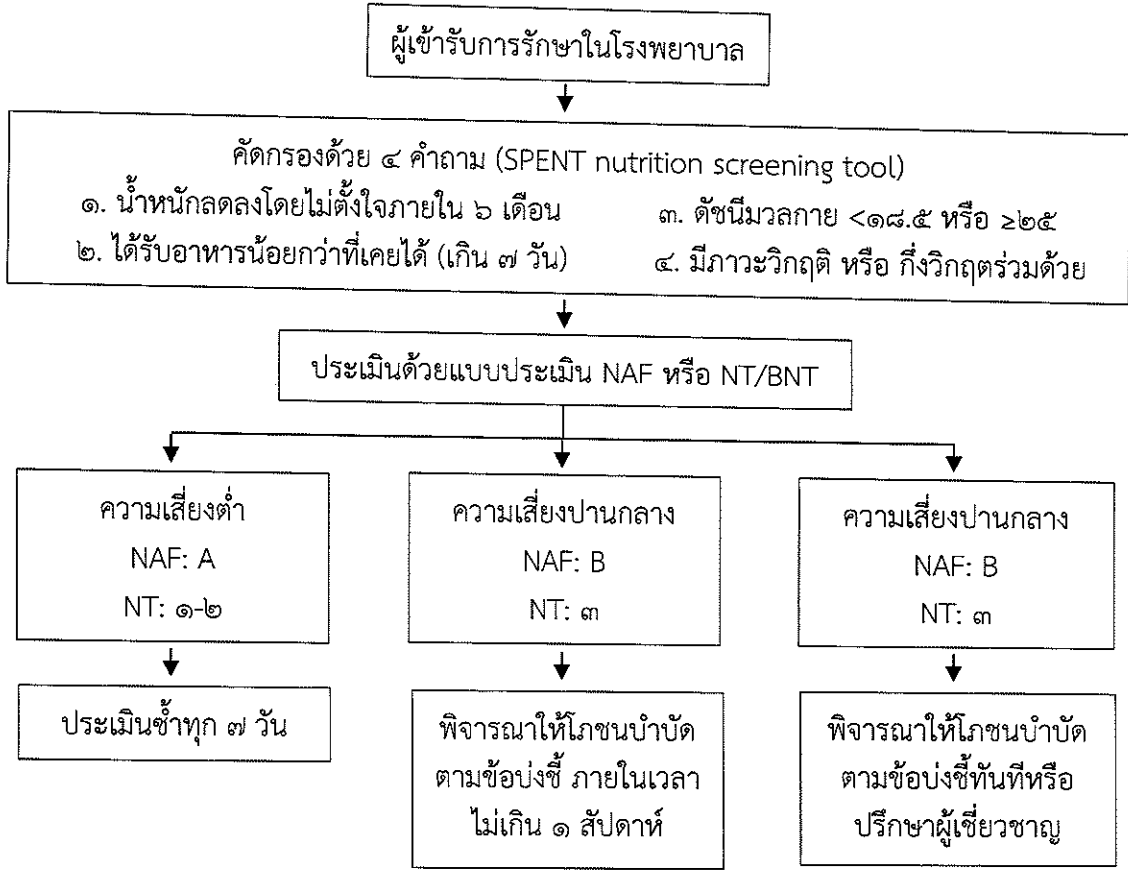 ผู้เข้ารับการรักษาในโรงพยาบาล
คัดกรองด้วย ๔ คำถาม (SPENT nutrition screening tool)
๑. น้ำหนักลดลงโดยไม่ตั้งใจภายใน ๖ เดือน
๓. ดัชนีมวลกาย <๑๘.๕ หรือ ≥๒๕
๒. ได้รับอาหารน้อยกว่าที่เคยได้ (เกิน ๗ วัน)
๔. มีภาวะวิกฤติ หรือ กึ่งวิกฤตร่วมด้วย
ประเมินด้วยแบบประเมิน NAF หรือ NT/BNT
ความเสี่ยงต่ำ
NAF: A
NT: ๑-๒
ประเมินซ้ำทุก ๗ วัน
ความเสี่ยงปานกลาง
NAF: B
NT: ๓
พิจารณาให้โภชนบำบัด
ตามข้อบ่งชี้ ภายในเวลา
ไม่เกิน ๑ สัปดาห์
ความเสี่ยงปานกลาง
NAF: B
NT: ๓
พิจารณาให้โภชนบำบัด
ตามข้อบ่งชี้ทันทีหรือ
ปรึกษาผู้เชี่ยวชาญ